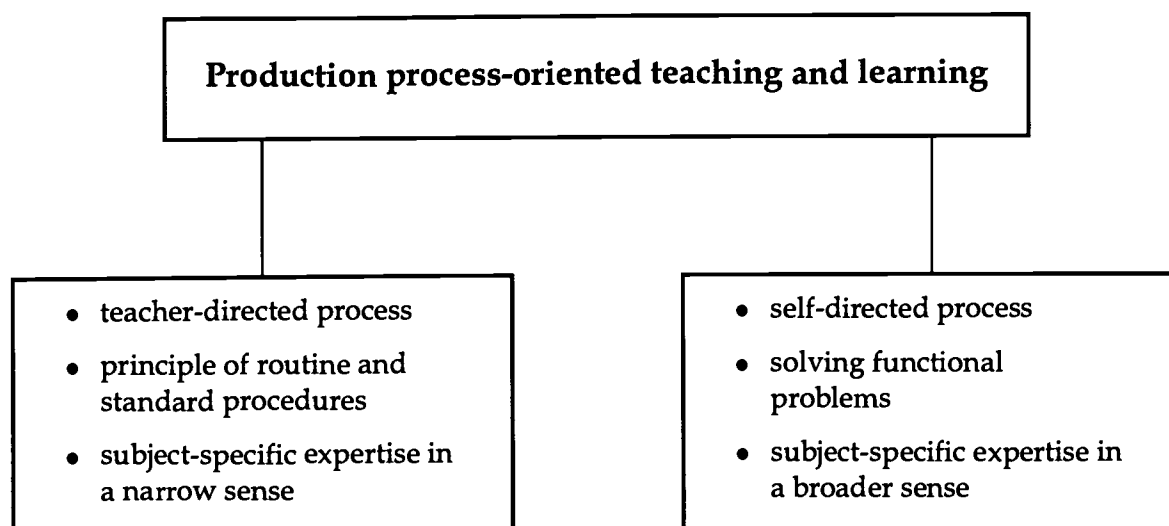 Production process-oriented teaching and learning
• teacher-directed process
• principle of routine and
standard procedures
• subject-specific expertise in
a narrow sense
• self-directed process
• solving functional
problems
• subject-specific expertise in
a broader sense